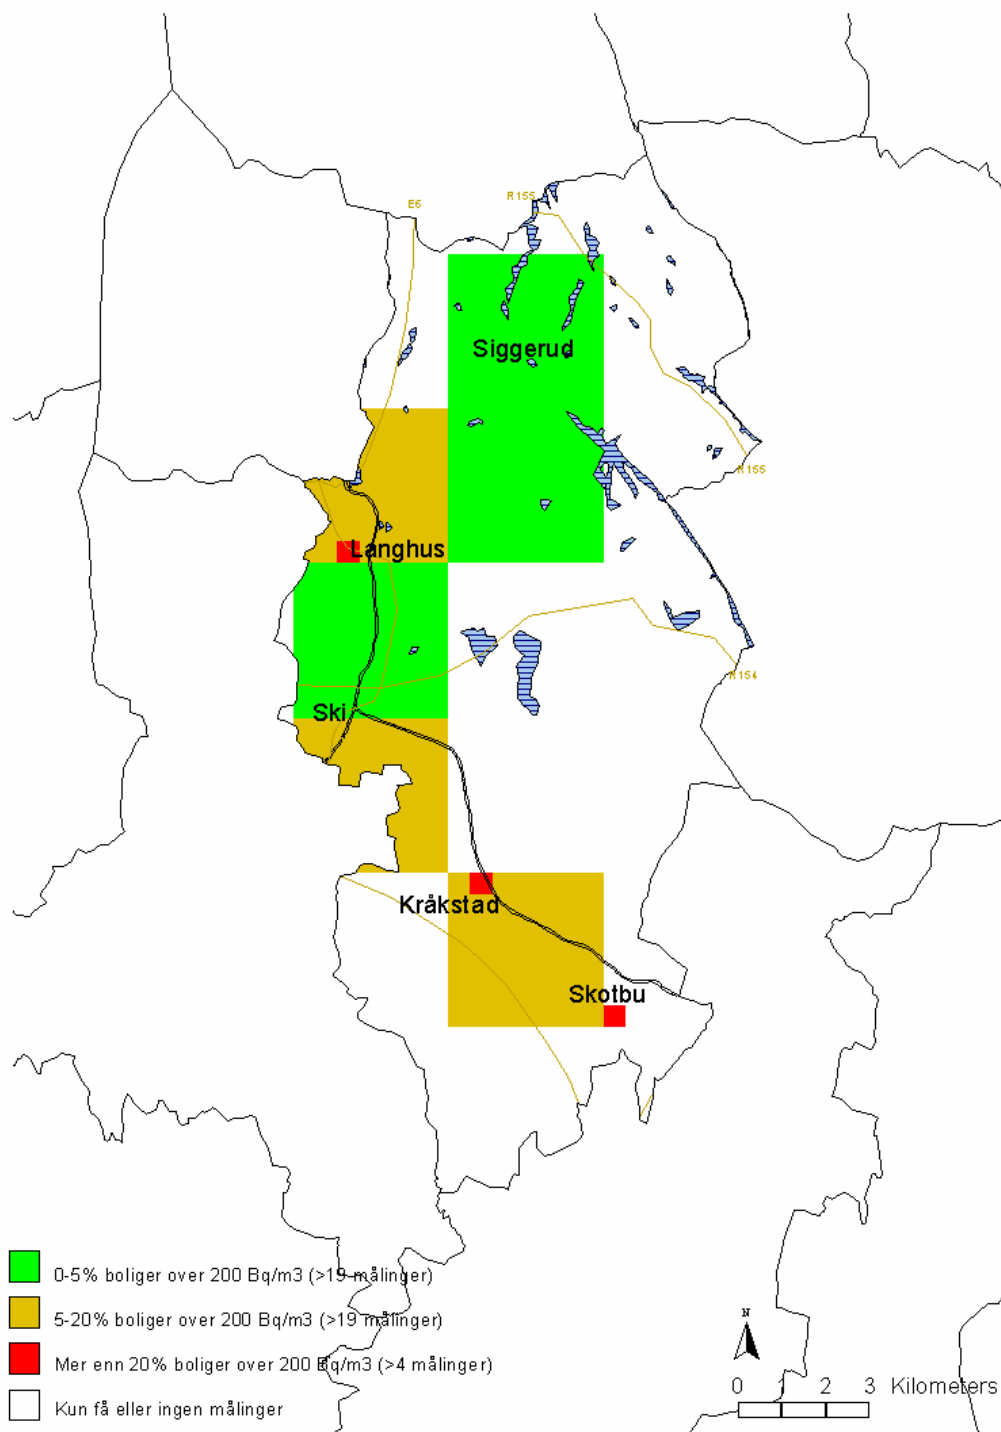 E6
R155
Siggerud
R155
Langhus
R154
Ski
Kråkstad
Skotbu
0-5% boliger over 200 Bq/m3 (>19 målinger)
5-20% boliger over 200 Bq/m3 (>19 målinger)
Mer enn 20% boliger over 200 Bq/m3 (>4 målinger)
Kun få eller ingen målinger
N
0 1 2 3 Kilometers